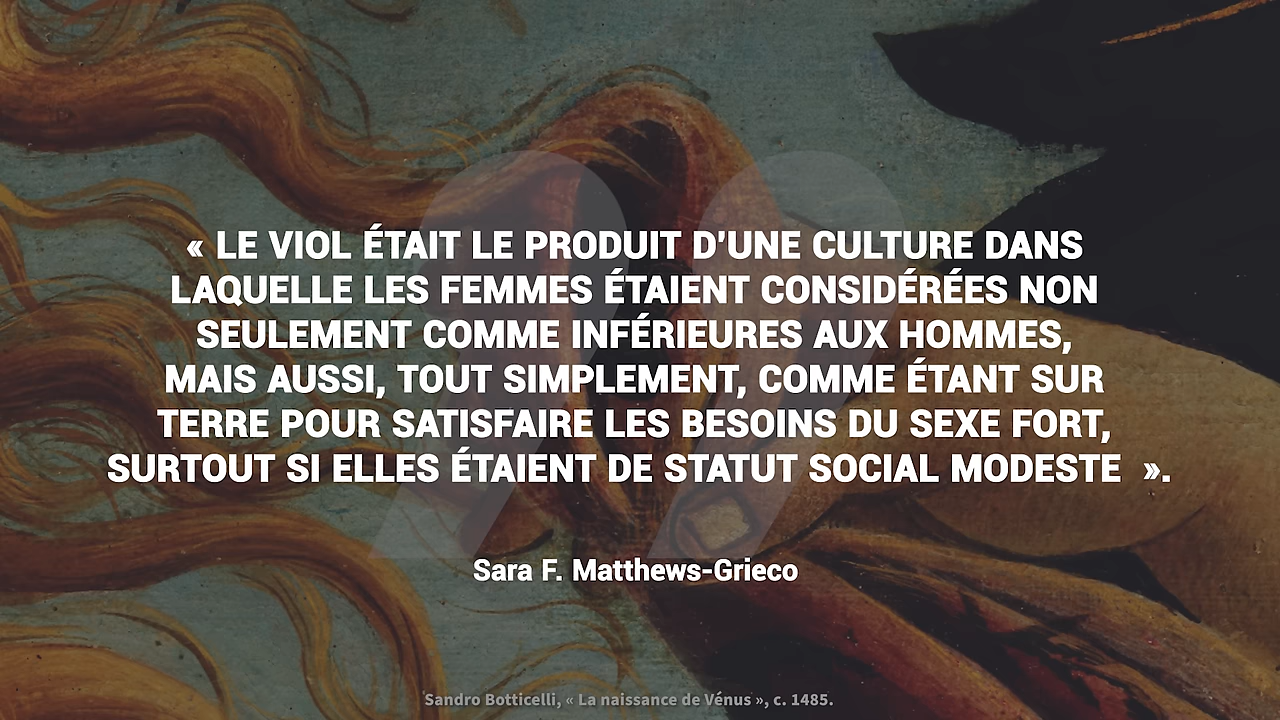 « LE VIOL ÉTAIT LE PRODUIT D'UNE CULTURE DANS
LAQUELLE LES FEMMES ÉTAIENT CONSIDÉRÉES NON
SEULEMENT COMME INFÉRIEURES AUX HOMMES,
MAIS AUSSI, TOUT SIMPLEMENT, COMME ÉTANT SUR
TERRE POUR SATISFAIRE LES BESOINS DU SEXE FORT,
SURTOUT SI ELLES ÉTAIENT DE STATUT SOCIAL MODESTE ».
Sara F. Matthews-Grieco
Sandro Botticelli, « La naissance de Vénus », c. 1485.